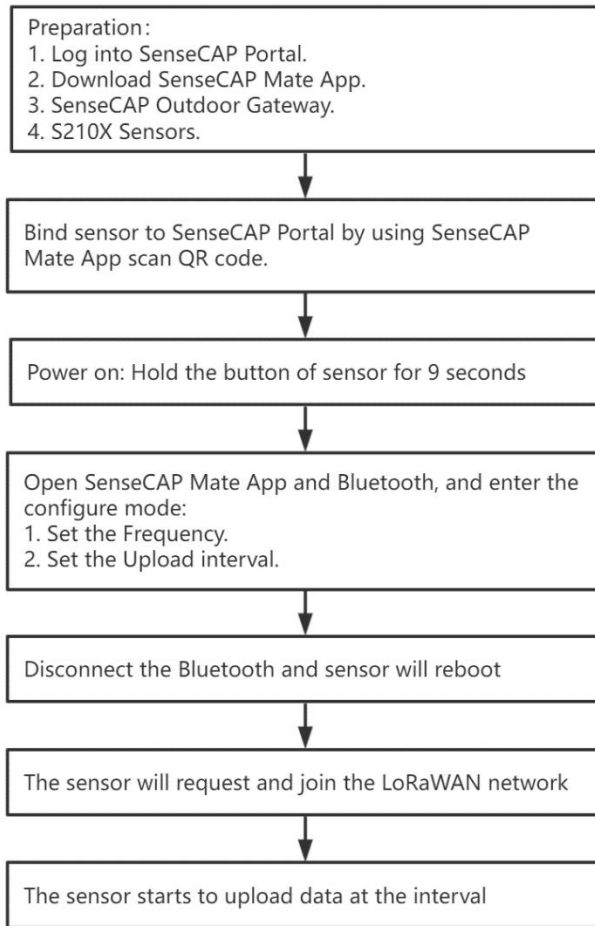 Preparation:
1. Log into SenseCAP Portal.
2. Download SenseCAP Mate App.
3. SenseCAP Outdoor Gateway.
4. S210X Sensors.
Bind sensor to SenseCAP Portal by using SenseCAP
Mate App scan QR code.
Power on: Hold the button of sensor for 9 seconds
Open SenseCAP Mate App and Bluetooth, and enter the
configure mode:
1. Set the Frequency.
2. Set the Upload interval.
Disconnect the Bluetooth and sensor will reboot
The sensor will request and join the LoRaWAN network
The sensor starts to upload data at the interval